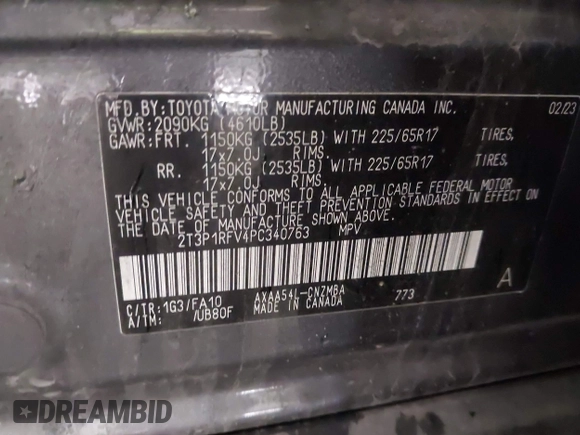 MFD.BY:TOYOTA MOTOR MANUFACTURING CANADA INC. 02/23
GVWR:2090KG (4610LB)
GAWR:FRT. 1150KG (2535LB) WITH 225/65R17 TIRES,
17x7.0J RIMS.
RR. 1150KG (2535LB) WITH 225/65R17 TIRES,
17x7.0J RIMS.
THIS VEHICLE CONFORMS TO ALL APPLICABLE FEDERAL MOTOR
VEHICLE SAFETY AND THEFT PREVENTION STANDARDS IN EFFECT ON
THE DATE OF MANUFACTURE SHOWN ABOVE.
2T3P1RFV4PC340763 MPV
C/TR:1G3/FA10 AXAA54L-CNZMBA 773 A
A/TM: /UB80F MADE IN CANADA
DREAMBID